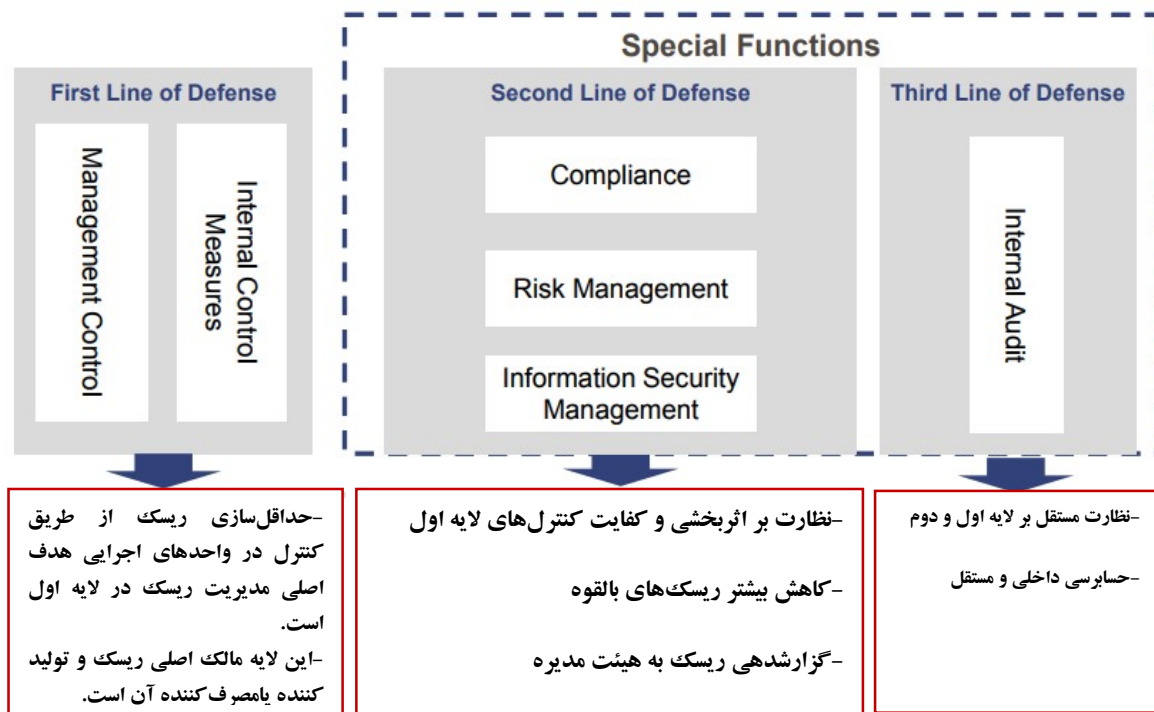 Special Functions
First Line of Defense
Management Control
Internal Control
Measures
Second Line of Defense
Compliance
Risk Management
Information Security
Management
Third Line of Defense
Internal Audit
-حداقل‌سازی ریسک از طریق
کنترل در واحدهای اجرایی هدف
اصلی مدیریت ریسک در لایه اول
است.
-این لایه مالک اصلی ریسک و تولید
کننده یامصرف‌کننده آن است.
-نظارت بر اثربخشی و کفایت کنترل‌های لایه اول
-کاهش بیشتر ریسک‌های بالقوه
-گزارشدهی ریسک به هیئت مدیره
-نظارت مستقل بر لایه اول و دوم
-حسابرسی داخلی و مستقل